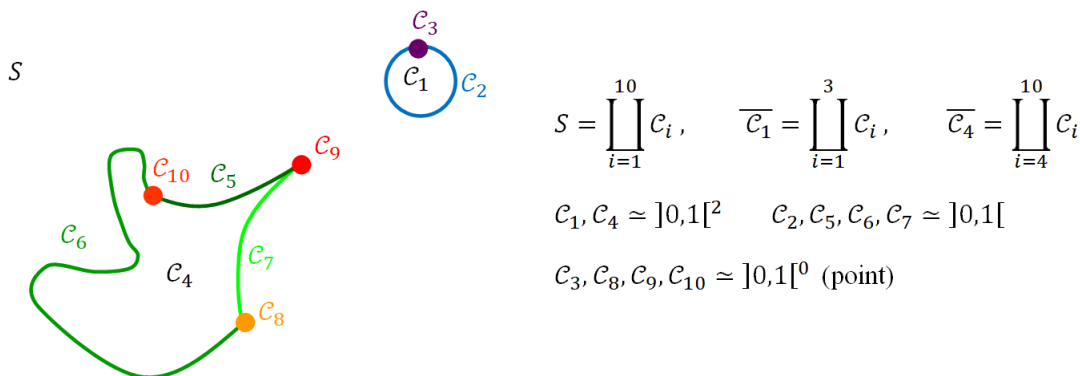 𝒞₃
S
𝒞₁ 𝒞₂
S = ∐_{i=1}^{10} 𝒞ᵢ , \overline{𝒞₁} = ∐_{i=1}^{3} 𝒞ᵢ , \overline{𝒞₄} = ∐_{i=4}^{10} 𝒞ᵢ
𝒞₉
𝒞₁₀ 𝒞₅
𝒞₁, 𝒞₄ ≃ ]0,1[² 𝒞₂, 𝒞₅, 𝒞₆, 𝒞₇ ≃ ]0,1[
𝒞₆
𝒞₄ 𝒞₇
𝒞₃, 𝒞₈, 𝒞₉, 𝒞₁₀ ≃ ]0,1[⁰ (point)
𝒞₈